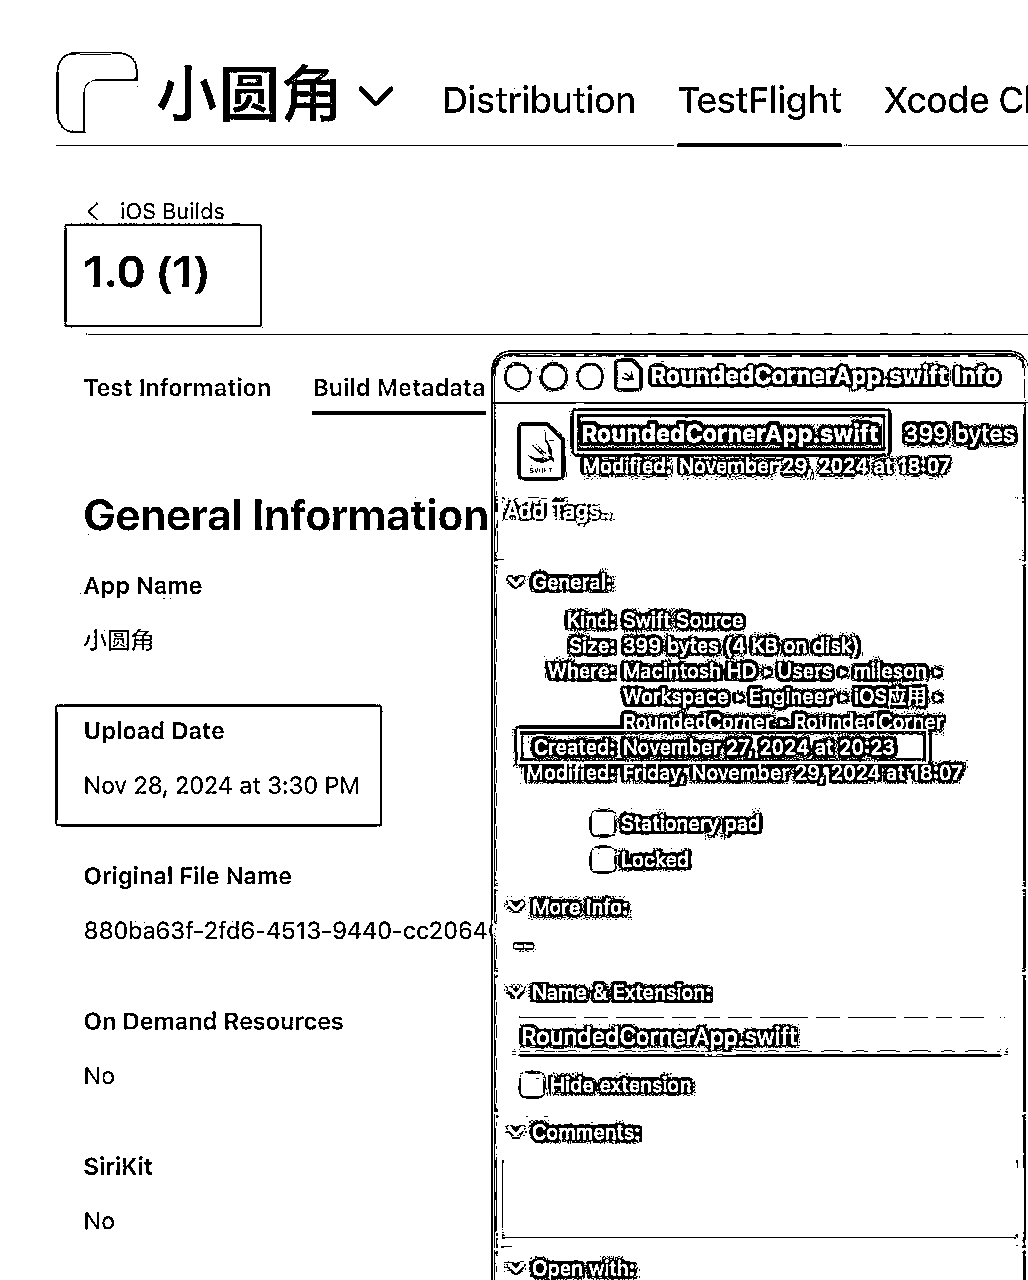 小圆角
Distribution
TestFlight
Xcode Cl
iOS Builds
1.0 (1)
Test Information
Build Metadata
General Information
App Name
小圆角
Upload Date
Nov 28, 2024 at 3:30 PM
Original File Name
880ba63f-2fd6-4513-9440-cc2064
On Demand Resources
No
SiriKit
No
RoundedCornerApp.swift Info
SWIFT
RoundedCornerApp.swift 399 bytes
Modified: November 29, 2024 at 18:07
Add Tags...
General:
Kind: Swift Source
Size: 399 bytes (4 KB on disk)
Where: Macintosh HD ▸ Users ▸ mileson ▸
Workspace ▸ Engineer ▸ iOS应用 ▸
RoundedCorner ▸ RoundedCorner
Created: November 27, 2024 at 20:23
Modified: Friday, November 29, 2024 at 18:07
Stationery pad
Locked
More Info:
--
Name & Extension:
RoundedCornerApp.swift
Hide extension
Comments:
Open with: